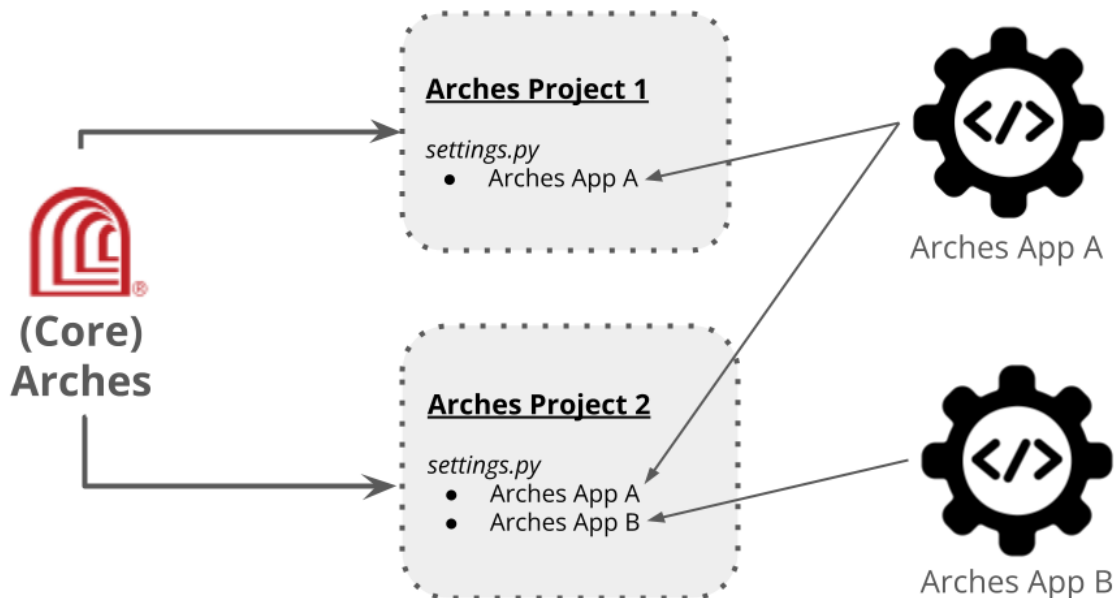 Arches Project 1
settings.py
● Arches App A
</>
Arches App A
®
(Core)
Arches
Arches Project 2
settings.py
● Arches App A
● Arches App B
</>
Arches App B